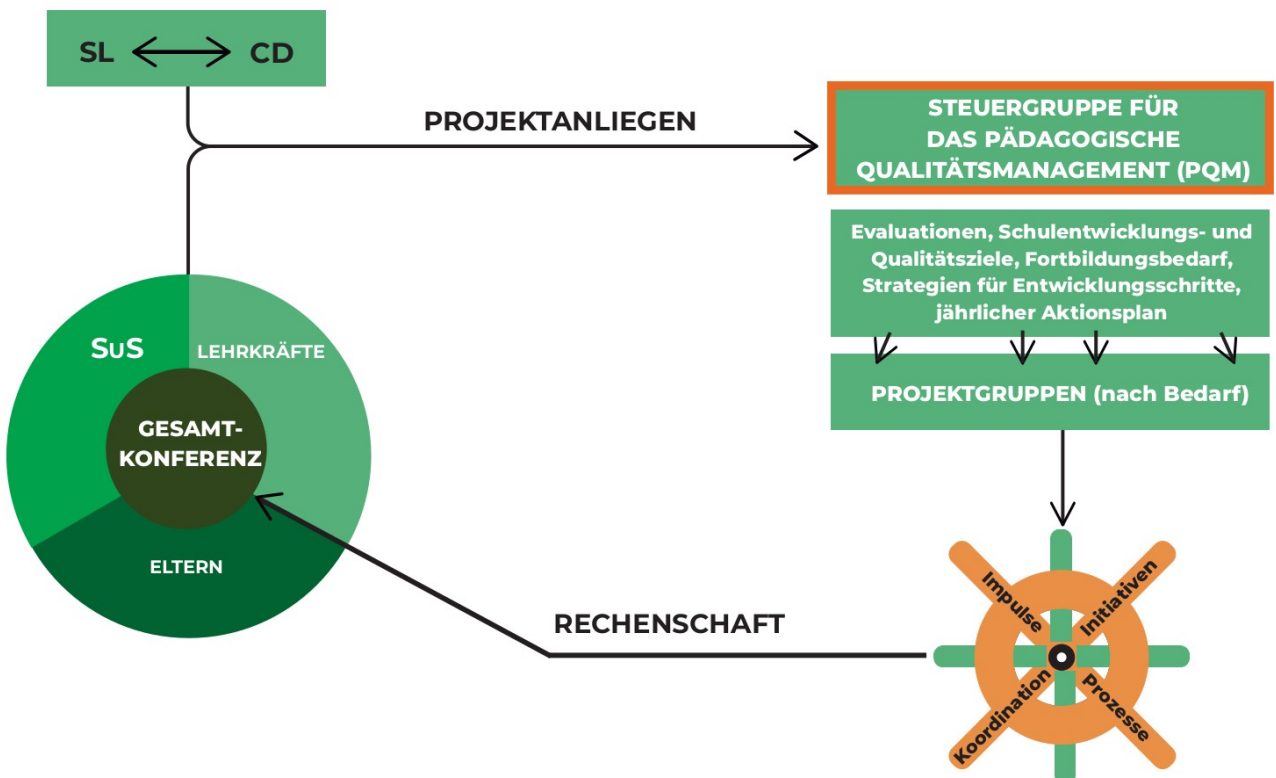 SL CD
PROJEKTANLIEGEN
STEUERGRUPPE FÜR
DAS PÄDAGOGISCHE
QUALITÄTSMANAGEMENT (PQM)
Evaluationen, Schulentwicklungs- und
Qualitätsziele, Fortbildungsbedarf,
Strategien für Entwicklungsschritte,
jährlicher Aktionsplan
PROJEKTGRUPPEN (nach Bedarf)
SuS
LEHRKRÄFTE
GESAMT-
KONFERENZ
ELTERN
RECHENSCHAFT
Impulse
Initiativen
Koordination
Prozesse